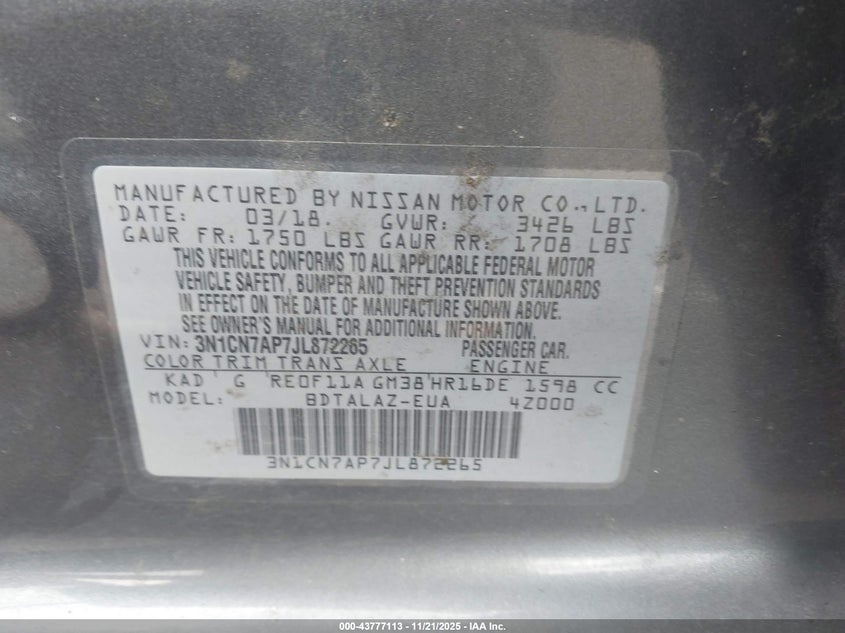 MANUFACTURED BY NISSAN MOTOR CO., LTD.
DATE: 03/18. GVWR: 3426 LBS
GAWR FR: 1750 LBS GAWR RR: 1708 LBS
THIS VEHICLE CONFORMS TO ALL APPLICABLE FEDERAL MOTOR
VEHICLE SAFETY, BUMPER AND THEFT PREVENTION STANDARDS
IN EFFECT ON THE DATE OF MANUFACTURE SHOWN ABOVE.
SEE OWNER'S MANUAL FOR ADDITIONAL INFORMATION.
VIN: 3N1CN7AP7JL872265 PASSENGER CAR.
COLOR TRIM TRANS AXLE ENGINE
KAD G RE0F11A GM38 HR16DE 1598 CC
MODEL: BDTALAZ-EUA 4Z000
3N1CN7AP7JL872265
000-43777113 — 11/21/2025 — IAA Inc.